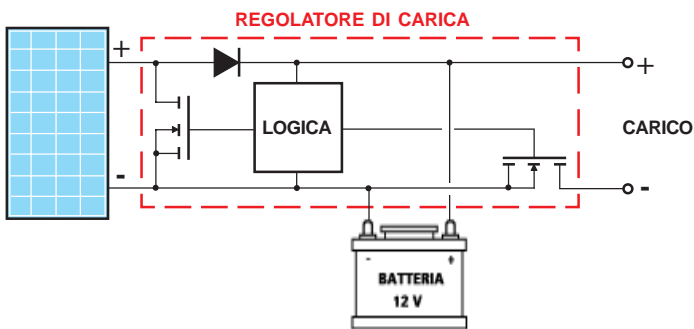 REGOLATORE DI CARICA
+
+
LOGICA
CARICO
-
-
- +
BATTERIA
12 V